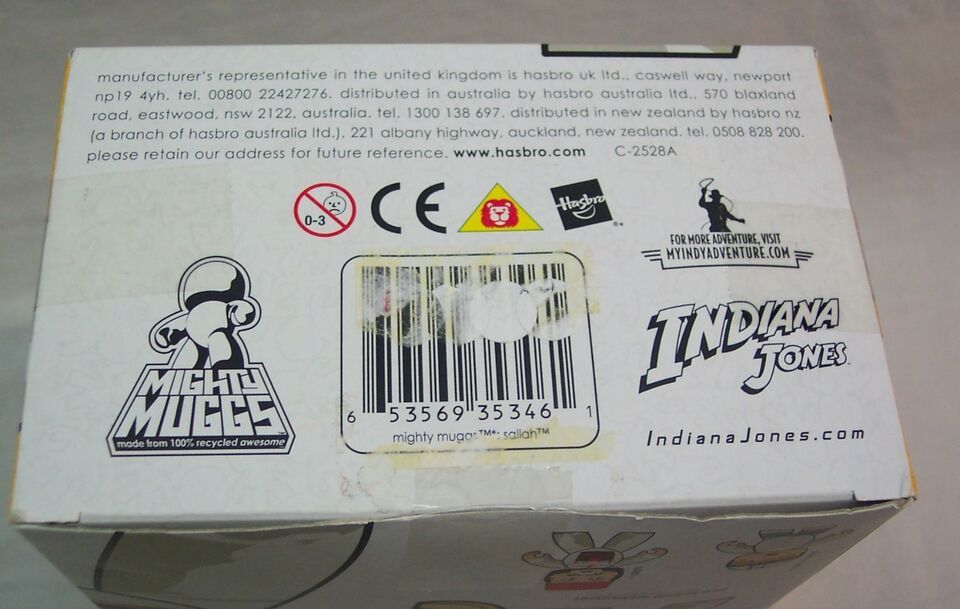 manufacturer's representative in the united kingdom is hasbro uk ltd., caswell way, newport
np19 4yh. tel. 00800 22427276. distributed in australia by hasbro australia ltd., 570 blaxland
road, eastwood, nsw 2122, australia. tel. 1300 138 697. distributed in new zealand by hasbro nz
(a branch of hasbro australia ltd.), 221 albany highway, auckland, new zealand. tel. 0508 828 200.
please retain our address for future reference. www.hasbro.com C-2528A
0-3
CE
Hasbro
FOR MORE ADVENTURE, VISIT
MYINDYADVENTURE.COM
MIGHTY
MUGGS
made from 100% recycled awesome
6 53569 35346 1
mighty muggs™: sallah™
INDIANA
JONES
IndianaJones.com